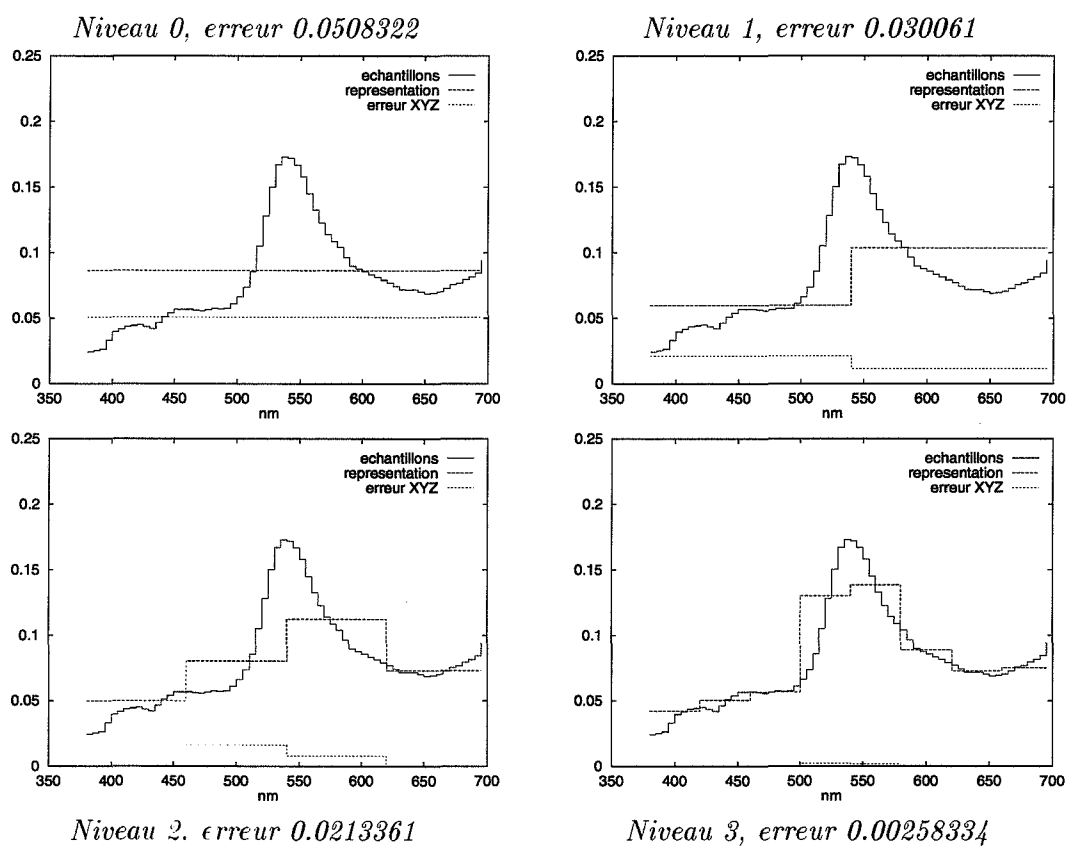 Niveau 0, erreur 0.0508322
Niveau 1, erreur 0.030061
echantillons
representation
erreur XYZ
0.25
0.2
0.15
0.1
0.05
0
350 400 450 500 550 600 650 700
nm
echantillons
representation
erreur XYZ
0.25
0.2
0.15
0.1
0.05
0
350 400 450 500 550 600 650 700
nm
echantillons
representation
erreur XYZ
0.25
0.2
0.15
0.1
0.05
0
350 400 450 500 550 600 650 700
nm
echantillons
representation
erreur XYZ
0.25
0.2
0.15
0.1
0.05
0
350 400 450 500 550 600 650 700
nm
Niveau 2. erreur 0.0213361
Niveau 3, erreur 0.00258334